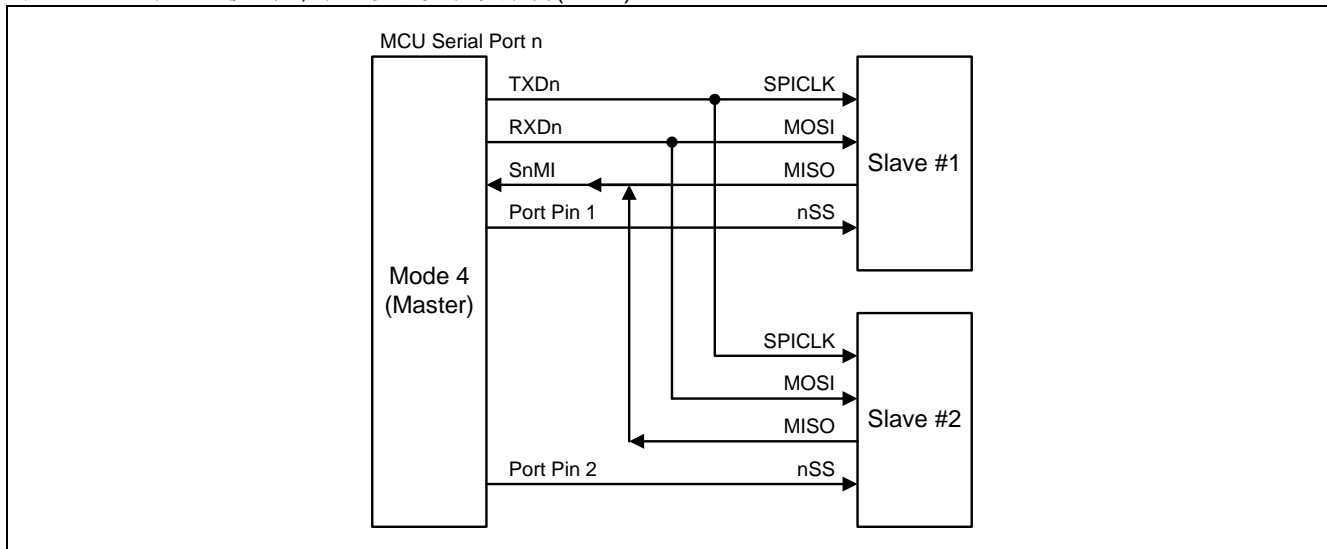 MCU Serial Port n
TXDn SPICLK
RXDn MOSI
SnMI MISO
Port Pin 1 nSS
Slave #1
Mode 4
(Master)
SPICLK
MOSI
MISO
Port Pin 2 nSS
Slave #2